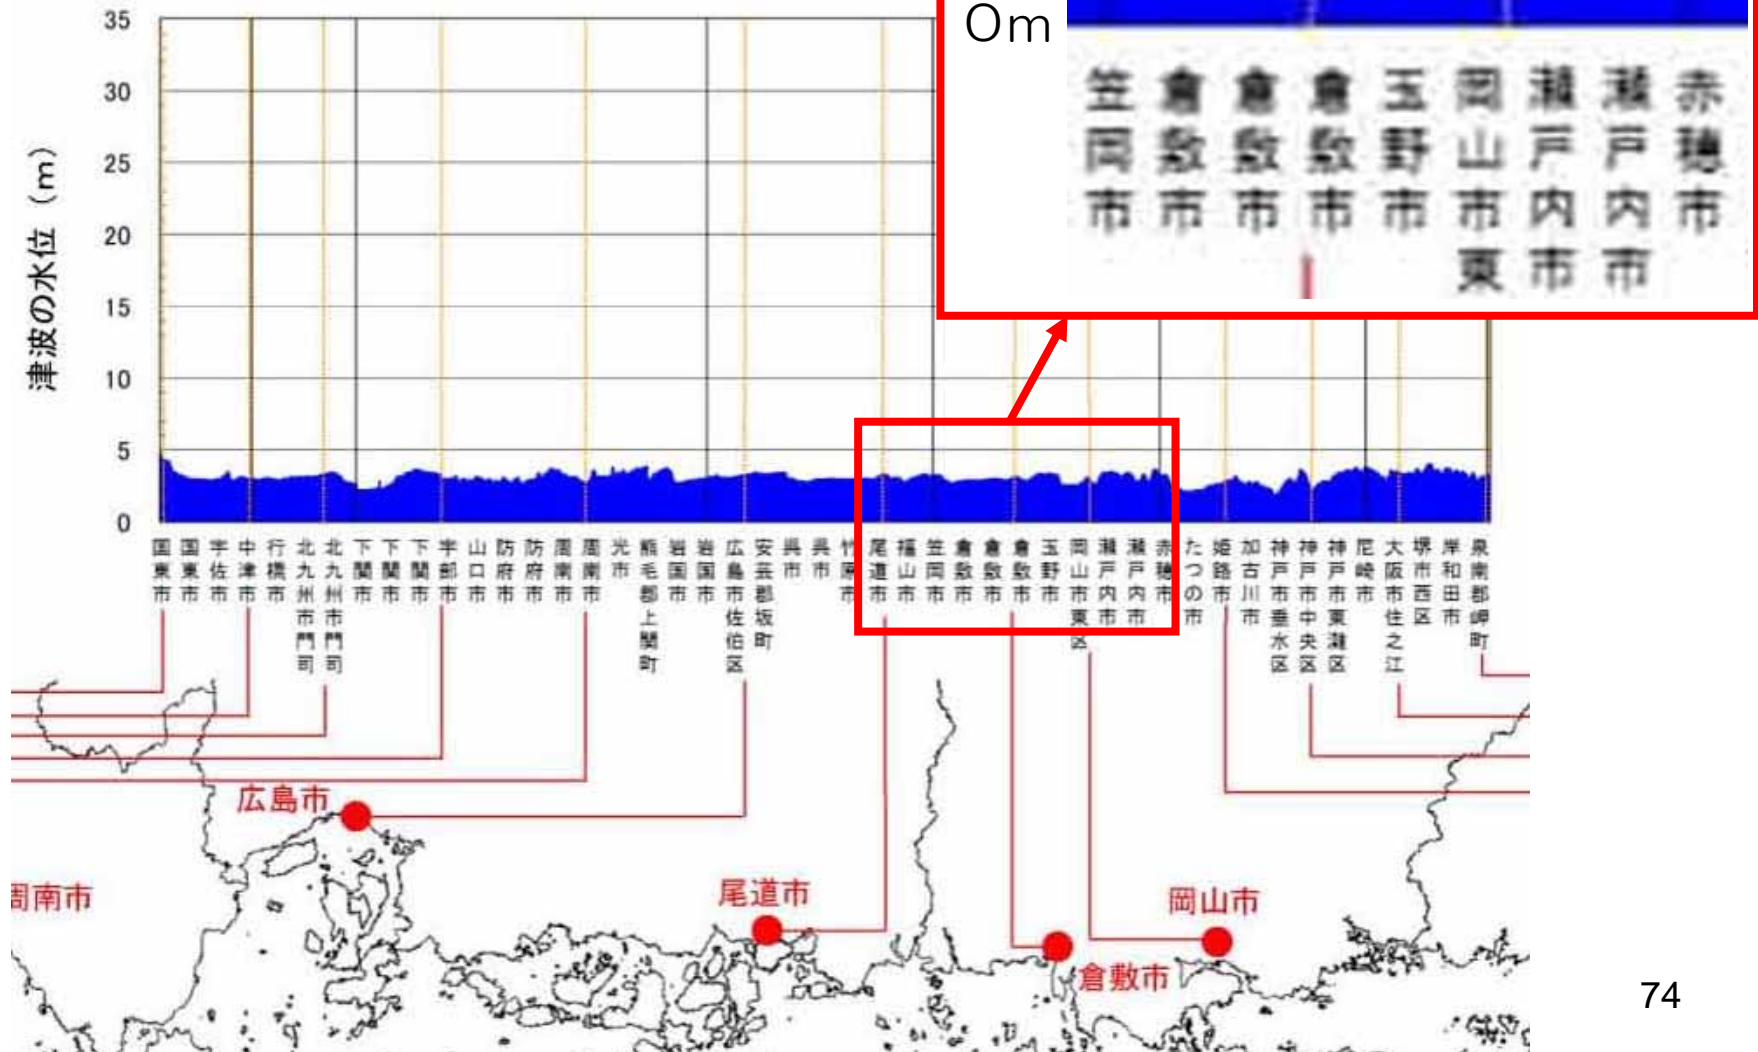 35
30
25
20
15
10
5
0
津波の水位（m）
0m
笠岡市
倉敷市
倉敷市
倉敷市
玉野市
岡山市東
瀬戸内市
瀬戸内市
赤穂市
国東市
国東市
宇佐市
中津市
行橋市
北九州市門司
北九州市門司
下関市
下関市
下関市
宇部市
山口市
防府市
防府市
周南市
周南市
光市
熊毛郡上関町
岩国市
岩国市
広島市佐伯区
安芸郡坂町
呉市
呉市
竹原市
尾道市
福山市
笠岡市
倉敷市
倉敷市
倉敷市
玉野市
岡山市東区
瀬戸内市
瀬戸内市
赤穂市
たつの市
姫路市
加古川市
神戸市垂水区
神戸市中央区
神戸市東灘区
尼崎市
大阪市住之江
堺市西区
岸和田市
泉南郡岬町
広島市
周南市
尾道市
倉敷市
岡山市
74